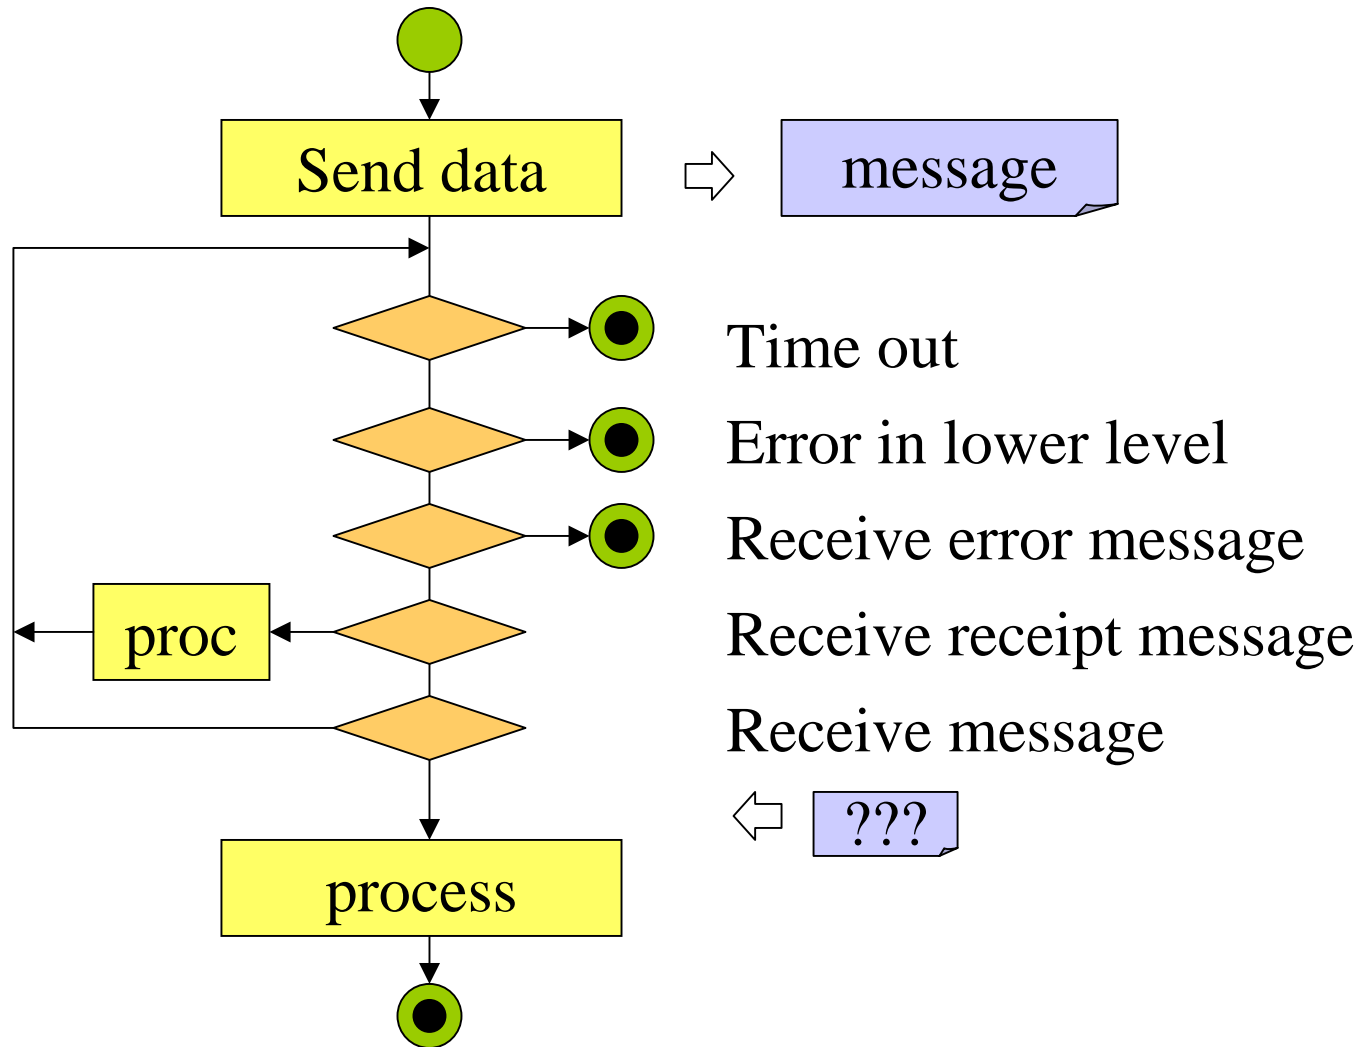 Send data
message
Time out
Error in lower level
Receive error message
proc
Receive receipt message
Receive message
???
process